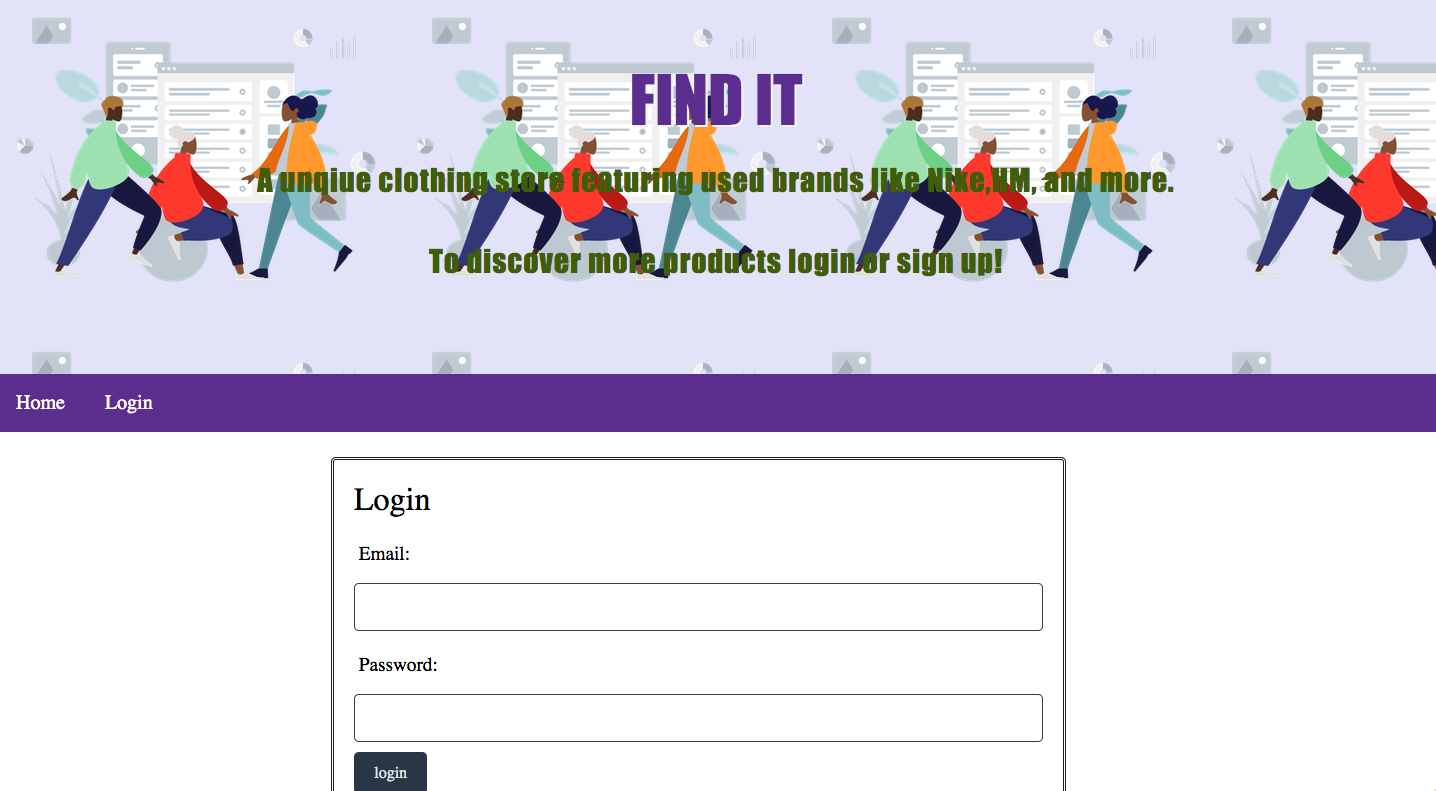 FIND IT
A unqiue clothing store featuring used brands like Nike,HM, and more.
To discover more products login or sign up!
Home Login
Login
Email:
Password:
login